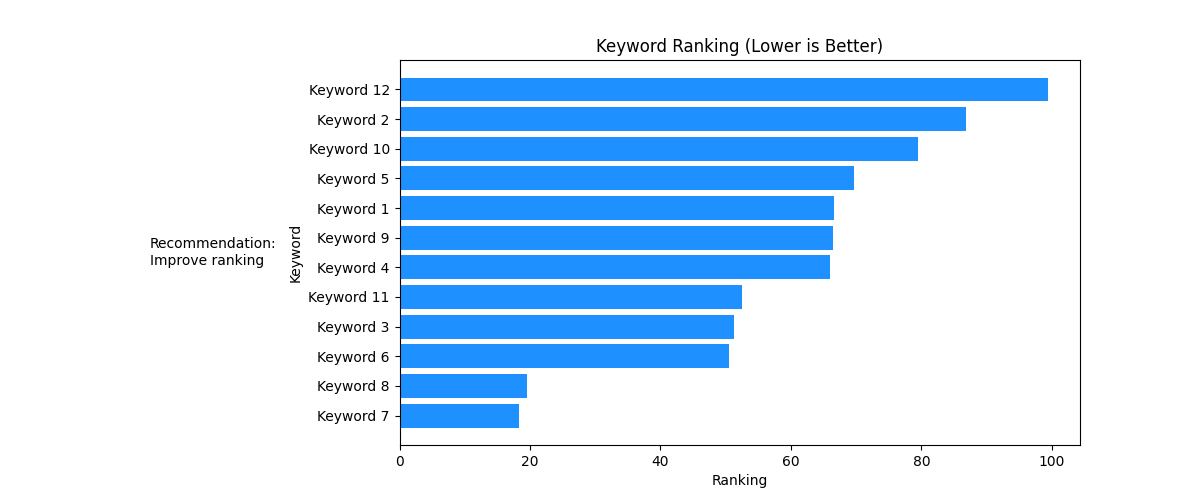 Keyword Ranking (Lower is Better)
Recommendation:
Improve ranking
Keyword
Keyword 12
Keyword 2
Keyword 10
Keyword 5
Keyword 1
Keyword 9
Keyword 4
Keyword 11
Keyword 3
Keyword 6
Keyword 8
Keyword 7
0 20 40 60 80 100
Ranking